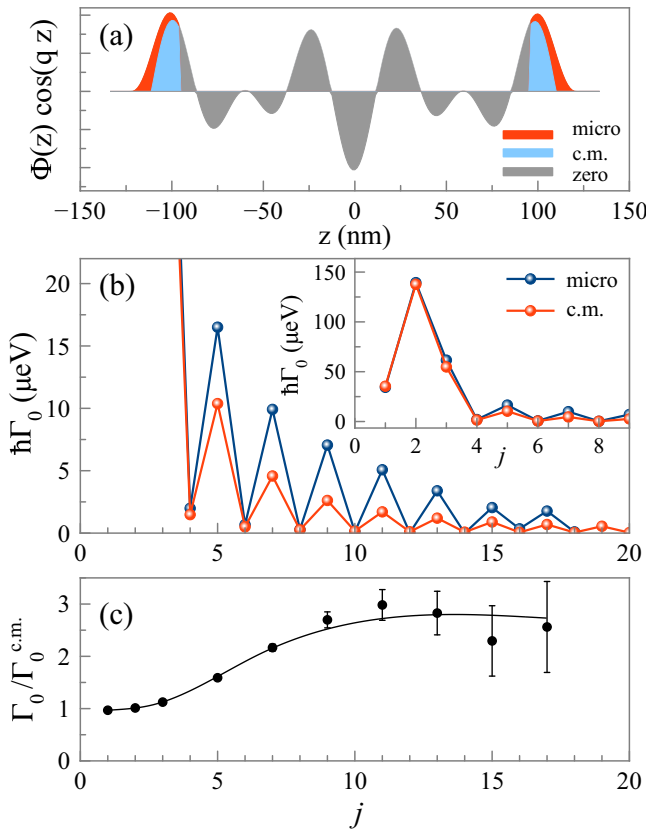 (a)
Φ(z) cos(q z)
micro
c.m.
zero
−150 −100 −50 0 50 100 150
z (nm)
(b)
ħΓ₀ (μeV)
20
15
10
5
0
0 5 10 15 20
150
100
50
0
ħΓ₀ (μeV)
0 2 4 6 8
j
micro
c.m.
(c)
Γ₀/Γ₀ᶜ·ᵐ·
3
2
1
0
0 5 10 15 20
j